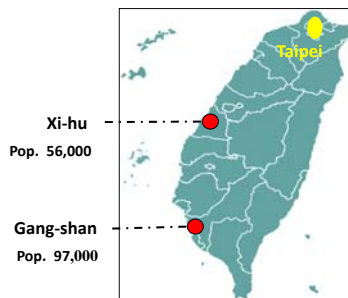 Taipei
Xi-hu
Pop. 56,000
Gang-shan
Pop. 97,000